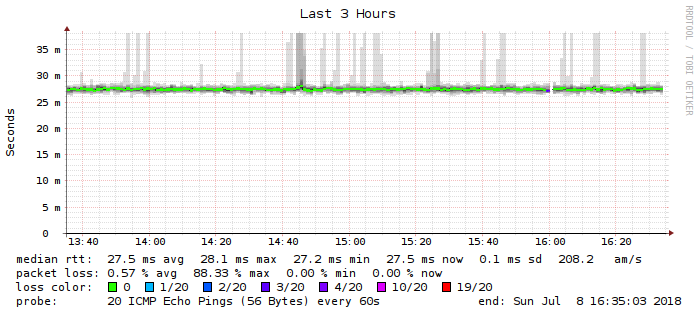 Last 3 Hours
RRDTOOL / TOBI OETIKER
Seconds
35 m
30 m
25 m
20 m
15 m
10 m
5 m
0
13:40 14:00 14:20 14:40 15:00 15:20 15:40 16:00 16:20
median rtt: 27.5 ms avg 28.1 ms max 27.2 ms min 27.5 ms now 0.1 ms sd 208.2 am/s
packet loss: 0.57 % avg 88.33 % max 0.00 % min 0.00 % now
loss color: 0 1/20 2/20 3/20 4/20 10/20 19/20
probe: 20 ICMP Echo Pings (56 Bytes) every 60s end: Sun Jul 8 16:35:03 2018